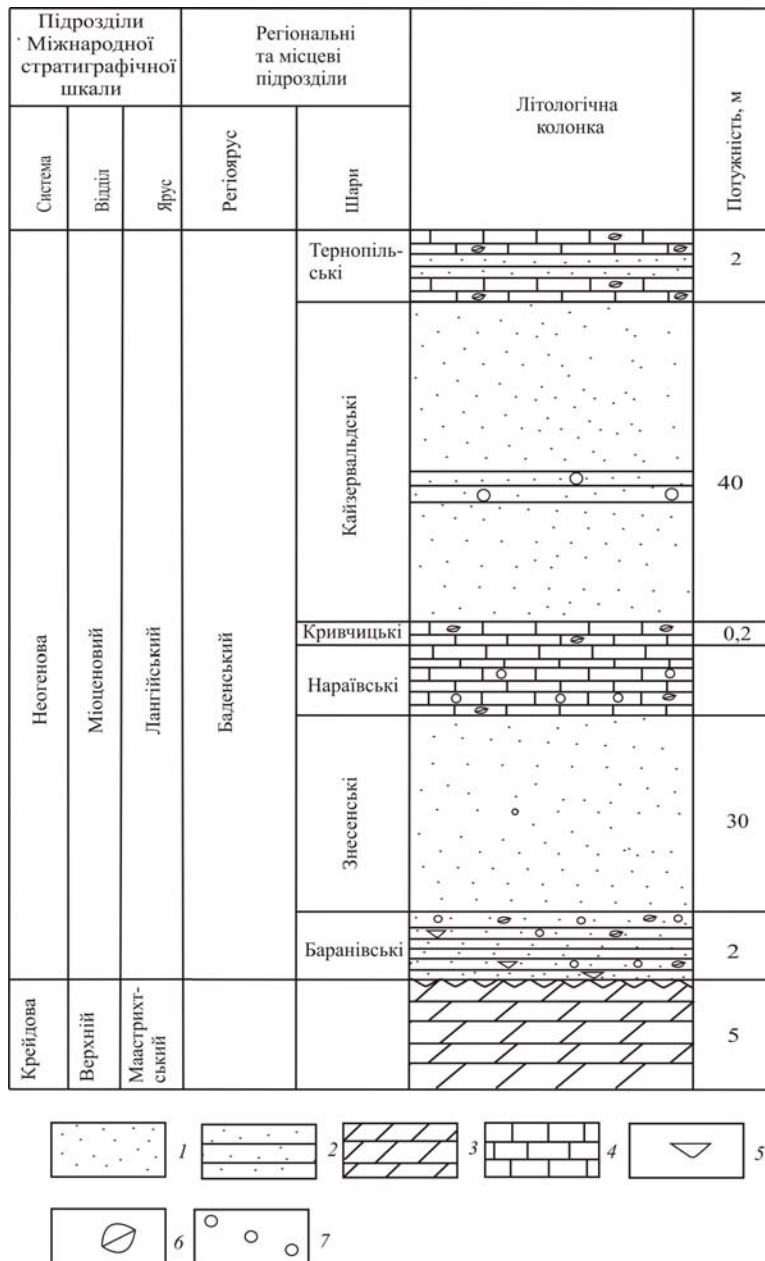 Підрозділи
Міжнародної
стратиграфічної
шкали
Регіональні
та місцеві
підрозділи
Літологічна
колонка
Потужність, м
Система
Відділ
Ярус
Регіоярус
Шари
Неогенова
Міоценовий
Лангійський
Баденський
Тернопіль-
ські
2
Кайзервальдські
40
Кривчицькі
0,2
Нараївські
Знесенські
30
Баранівські
2
Крейдова
Верхній
Маастрихт-
ський
5
1
2
3
4
5
6
7